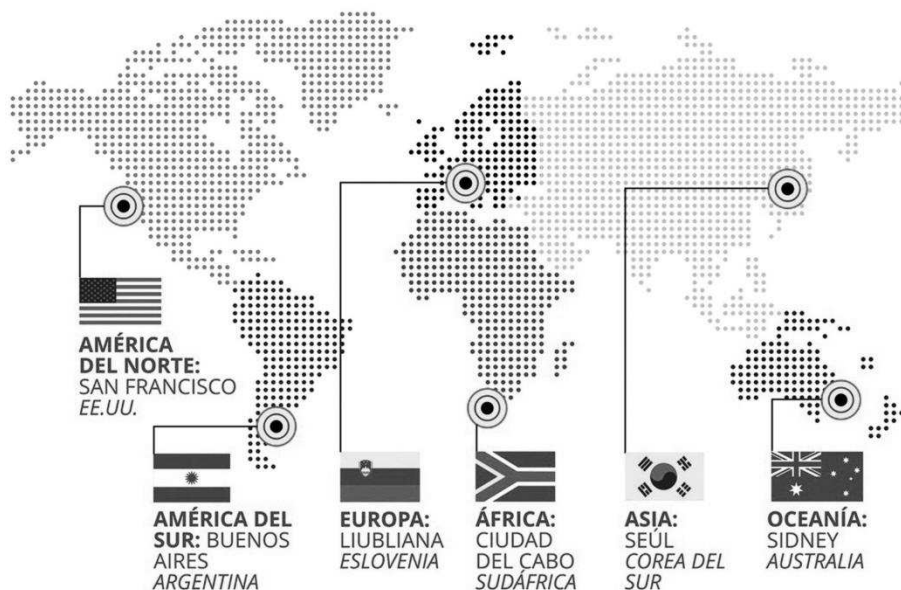 AMÉRICA
DEL NORTE:
SAN FRANCISCO
EE.UU.
AMÉRICA DEL
SUR: BUENOS
AIRES
ARGENTINA
EUROPA:
LIUBLIANA
ESLOVENIA
ÁFRICA:
CIUDAD
DEL CABO
SUDÁFRICA
ASIA:
SEÚL
COREA DEL
SUR
OCEANÍA:
SIDNEY
AUSTRALIA